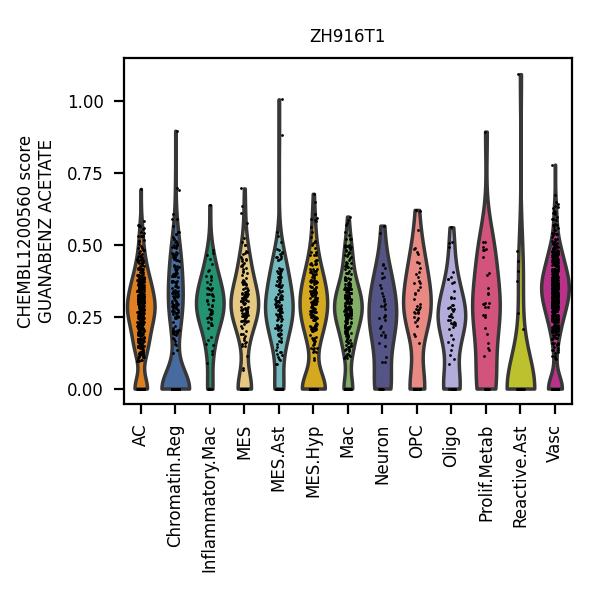 ZH916T1
CHEMBL1200560 score
GUANABENZ ACETATE
1.00
0.75
0.50
0.25
0.00
AC
Chromatin.Reg
Inflammatory.Mac
MES
MES.Ast
MES.Hyp
Mac
Neuron
OPC
Oligo
Prolif.Metab
Reactive.Ast
Vasc